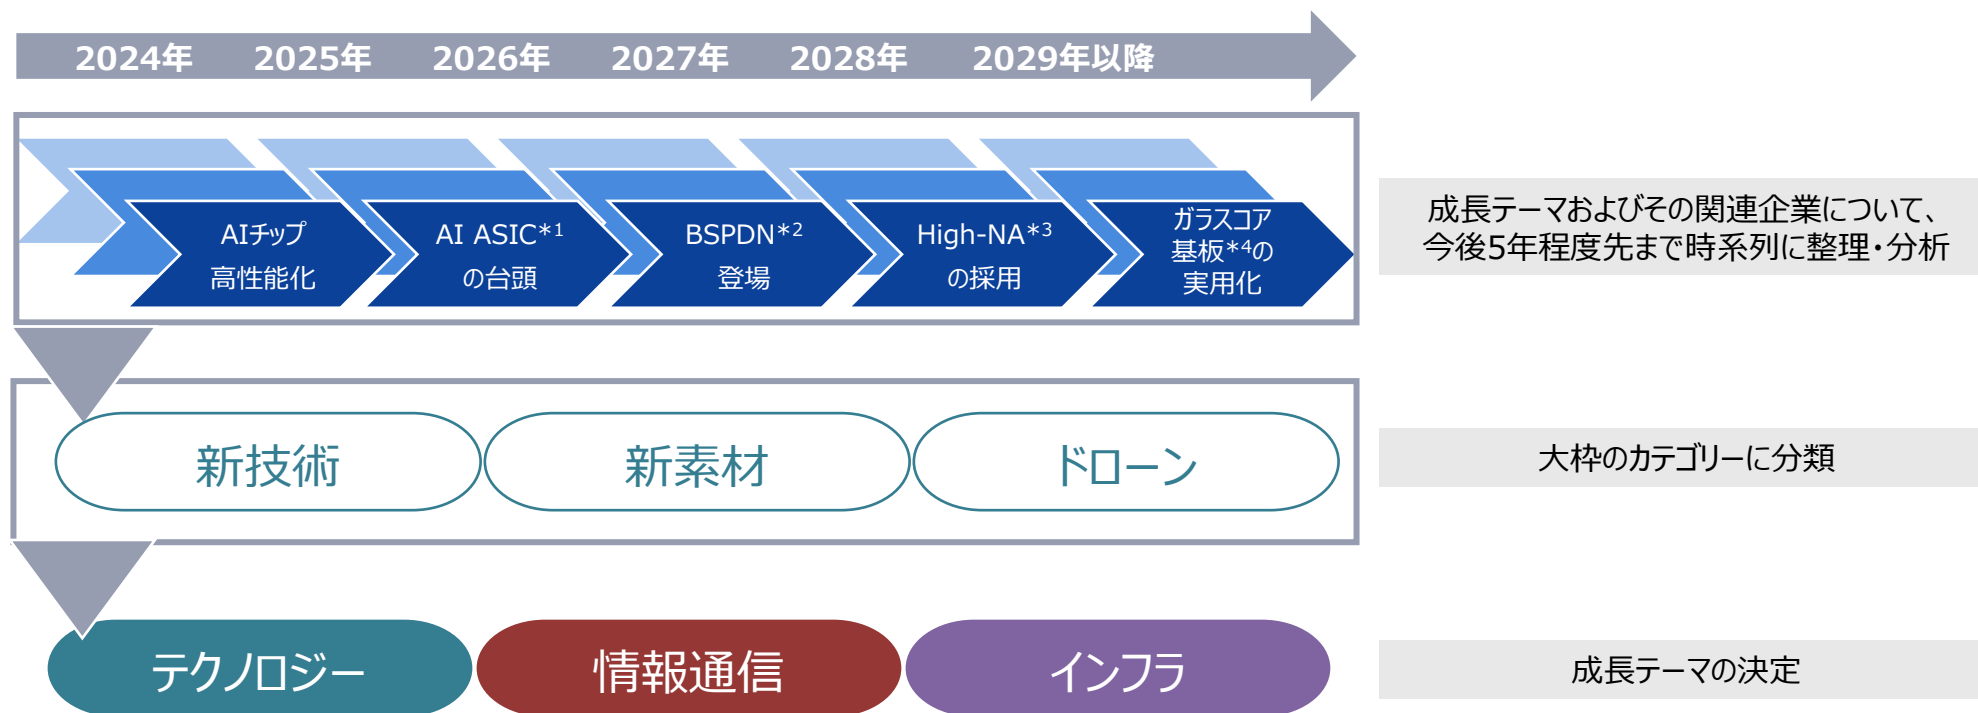 2024年 2025年 2026年 2027年 2028年 2029年以降
AIチップ
高性能化
AI ASIC*1
の台頭
BSPDN*2
登場
High-NA*3
の採用
ガラスコア
基板*4の
実用化
成長テーマおよびその関連企業について、
今後5年程度先まで時系列に整理・分析
新技術
新素材
ドローン
大枠のカテゴリーに分類
テクノロジー
情報通信
インフラ
成長テーマの決定